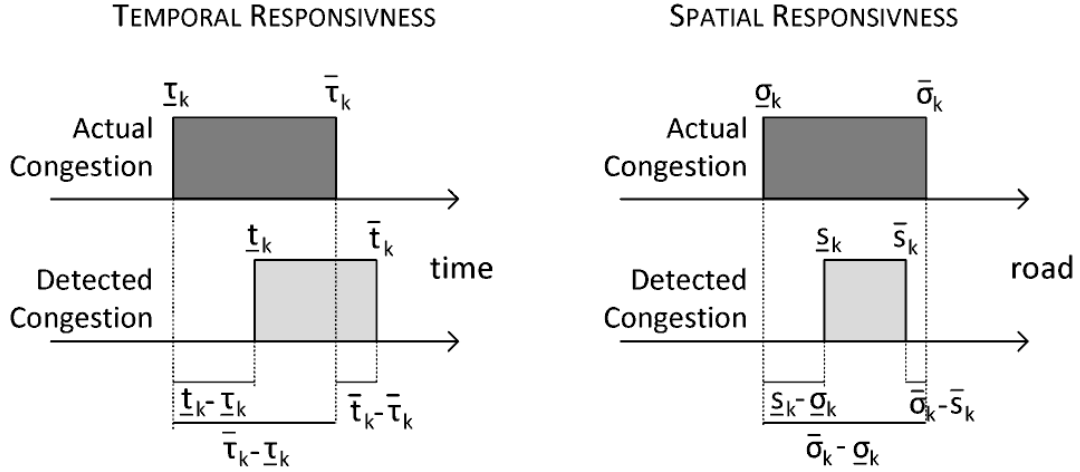 TEMPORAL RESPONSIVNESS
τ̲k
τ̄k
Actual
Congestion
t̲k
t̄k
time
Detected
Congestion
t̲k-τ̲k
t̄k-τ̄k
τ̄k-τ̲k
SPATIAL RESPONSIVNESS
σ̲k
σ̄k
Actual
Congestion
s̲k
s̄k
road
Detected
Congestion
s̲k-σ̲k
σ̄k-s̄k
σ̄k-σ̲k